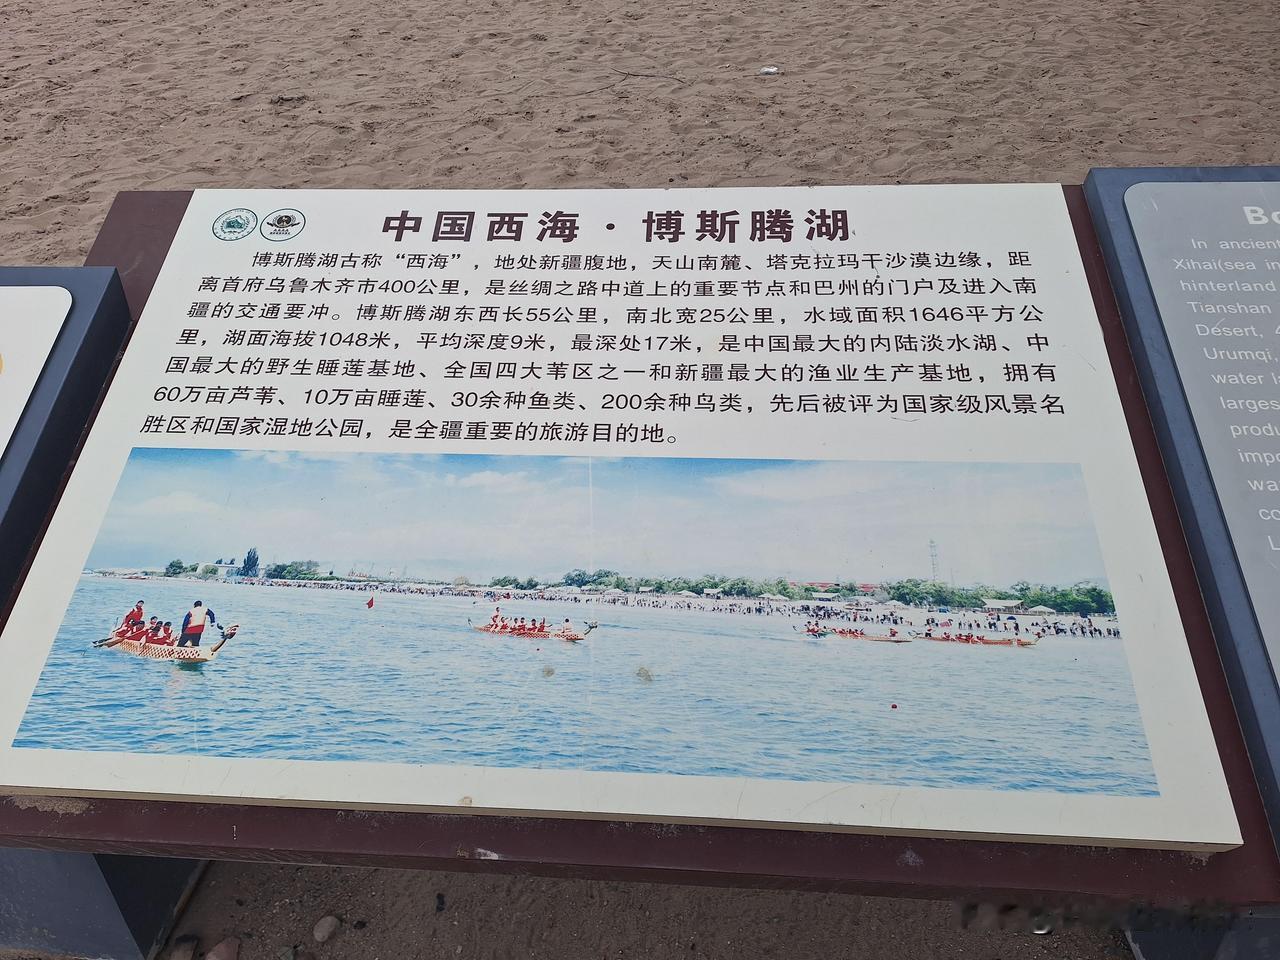 中国西海·博斯腾湖
博斯腾湖古称“西海”，地处新疆腹地，天山南麓、塔克拉玛干沙漠边缘，距
离首府乌鲁木齐市400公里，是丝绸之路中道上的重要节点和巴州的门户及进入南
疆的交通要冲。博斯腾湖东西长55公里，南北宽25公里，水域面积1646平方公
里，湖面海拔1048米，平均深度9米，最深处17米，是中国最大的内陆淡水湖、中
国最大的野生睡莲基地、全国四大苇区之一和新疆最大的渔业生产基地，拥有
60万亩芦苇、10万亩睡莲、30余种鱼类、200余种鸟类，先后被评为国家级风景名
胜区和国家湿地公园，是全疆重要的旅游目的地。
Bo
In ancient
Xihai(sea in
hinterland
Tianshan
Desert, 4
Urumqi,
water l
larges
produ
impo
wa
co
L